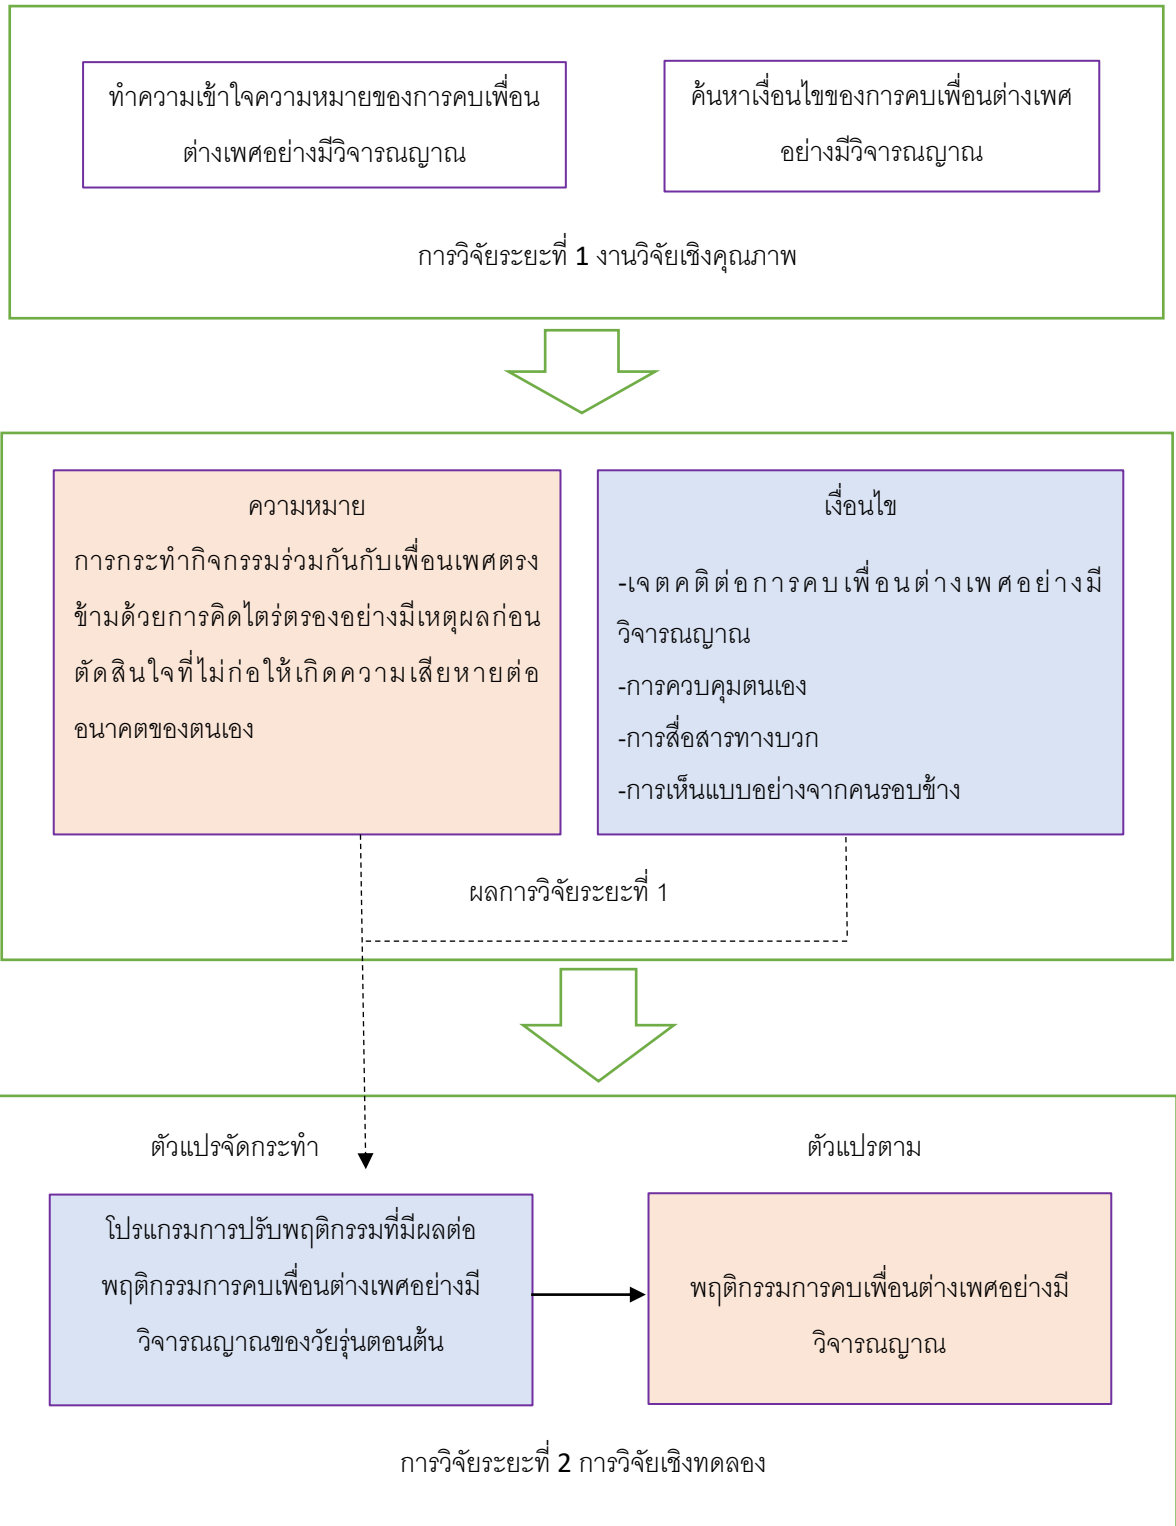 ทำความเข้าใจความหมายของการคบเพื่อน
ต่างเพศอย่างมีวิจารณญาณ
ค้นหาเงื่อนไขของการคบเพื่อนต่างเพศ
อย่างมีวิจารณญาณ
การวิจัยระยะที่ 1 งานวิจัยเชิงคุณภาพ
ความหมาย
การกระทำกิจกรรมร่วมกันกับเพื่อนเพศตรง
ข้ามด้วยการคิดไตร่ตรองอย่างมีเหตุผลก่อน
ตัดสินใจที่ไม่ก่อให้เกิดความเสียหายต่อ
อนาคตของตนเอง
เงื่อนไข
-เจตคติต่อการคบเพื่อนต่างเพศอย่างมี
วิจารณญาณ
-การควบคุมตนเอง
-การสื่อสารทางบวก
-การเห็นแบบอย่างจากคนรอบข้าง
ผลการวิจัยระยะที่ 1
ตัวแปรจัดกระทำ
ตัวแปรตาม
โปรแกรมการปรับพฤติกรรมที่มีผลต่อ
พฤติกรรมการคบเพื่อนต่างเพศอย่างมี
วิจารณญาณของวัยรุ่นตอนต้น
พฤติกรรมการคบเพื่อนต่างเพศอย่างมี
วิจารณญาณ
การวิจัยระยะที่ 2 การวิจัยเชิงทดลอง